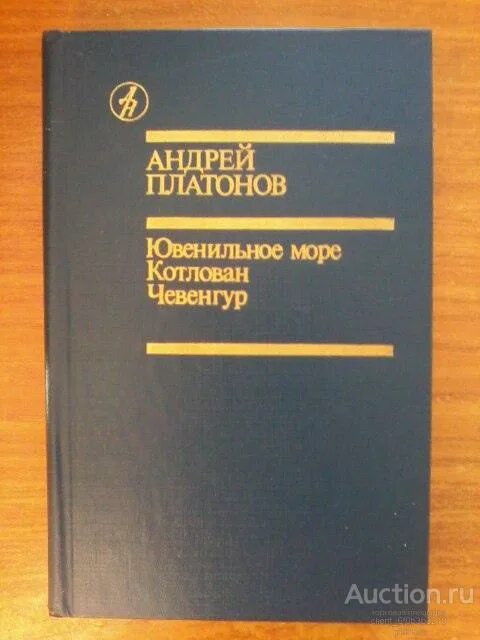 АНДРЕЙ
ПЛАТОНОВ
Ювенильное море
Котлован
Чевенгур
Auction.ru